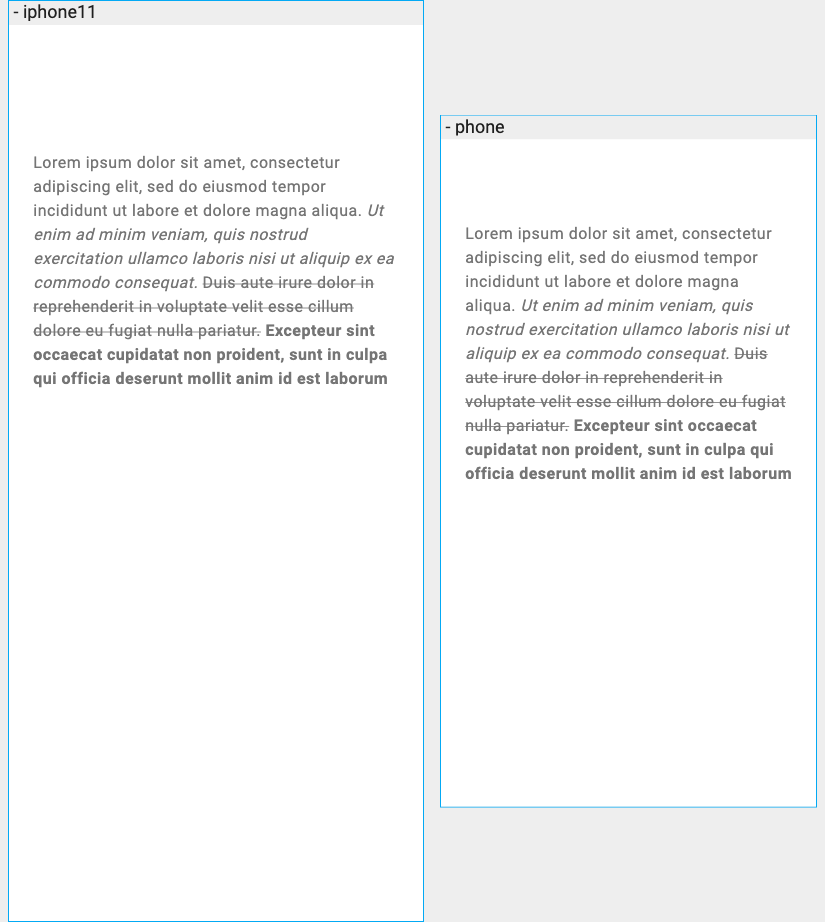 - iphone11
Lorem ipsum dolor sit amet, consectetur
adipiscing elit, sed do eiusmod tempor
incididunt ut labore et dolore magna aliqua. Ut
enim ad minim veniam, quis nostrud
exercitation ullamco laboris nisi ut aliquip ex ea
commodo consequat. Duis aute irure dolor in
reprehenderit in voluptate velit esse cillum
dolore eu fugiat nulla pariatur. Excepteur sint
occaecat cupidatat non proident, sunt in culpa
qui officia deserunt mollit anim id est laborum
- phone
Lorem ipsum dolor sit amet, consectetur
adipiscing elit, sed do eiusmod tempor
incididunt ut labore et dolore magna
aliqua. Ut enim ad minim veniam, quis
nostrud exercitation ullamco laboris nisi ut
aliquip ex ea commodo consequat. Duis
aute irure dolor in reprehenderit in
voluptate velit esse cillum dolore eu fugiat
nulla pariatur. Excepteur sint occaecat
cupidatat non proident, sunt in culpa qui
officia deserunt mollit anim id est laborum